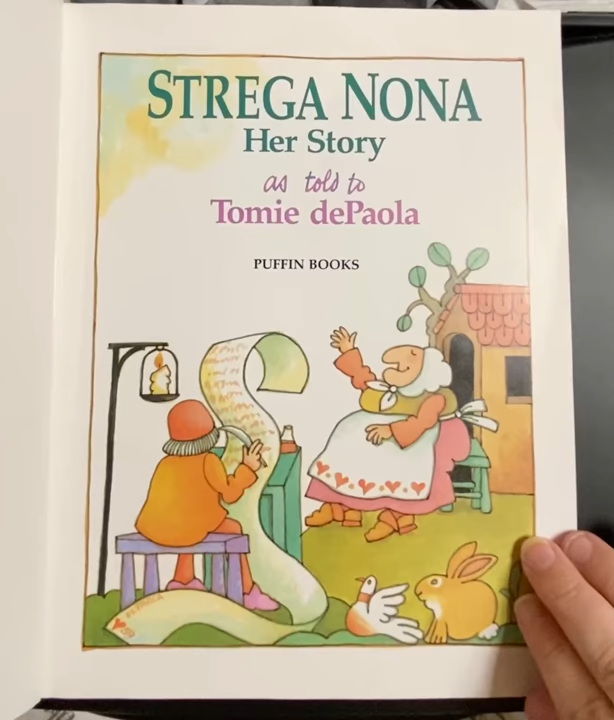 STREGA NONA
Her Story
as told to
Tomie dePaola
PUFFIN BOOKS